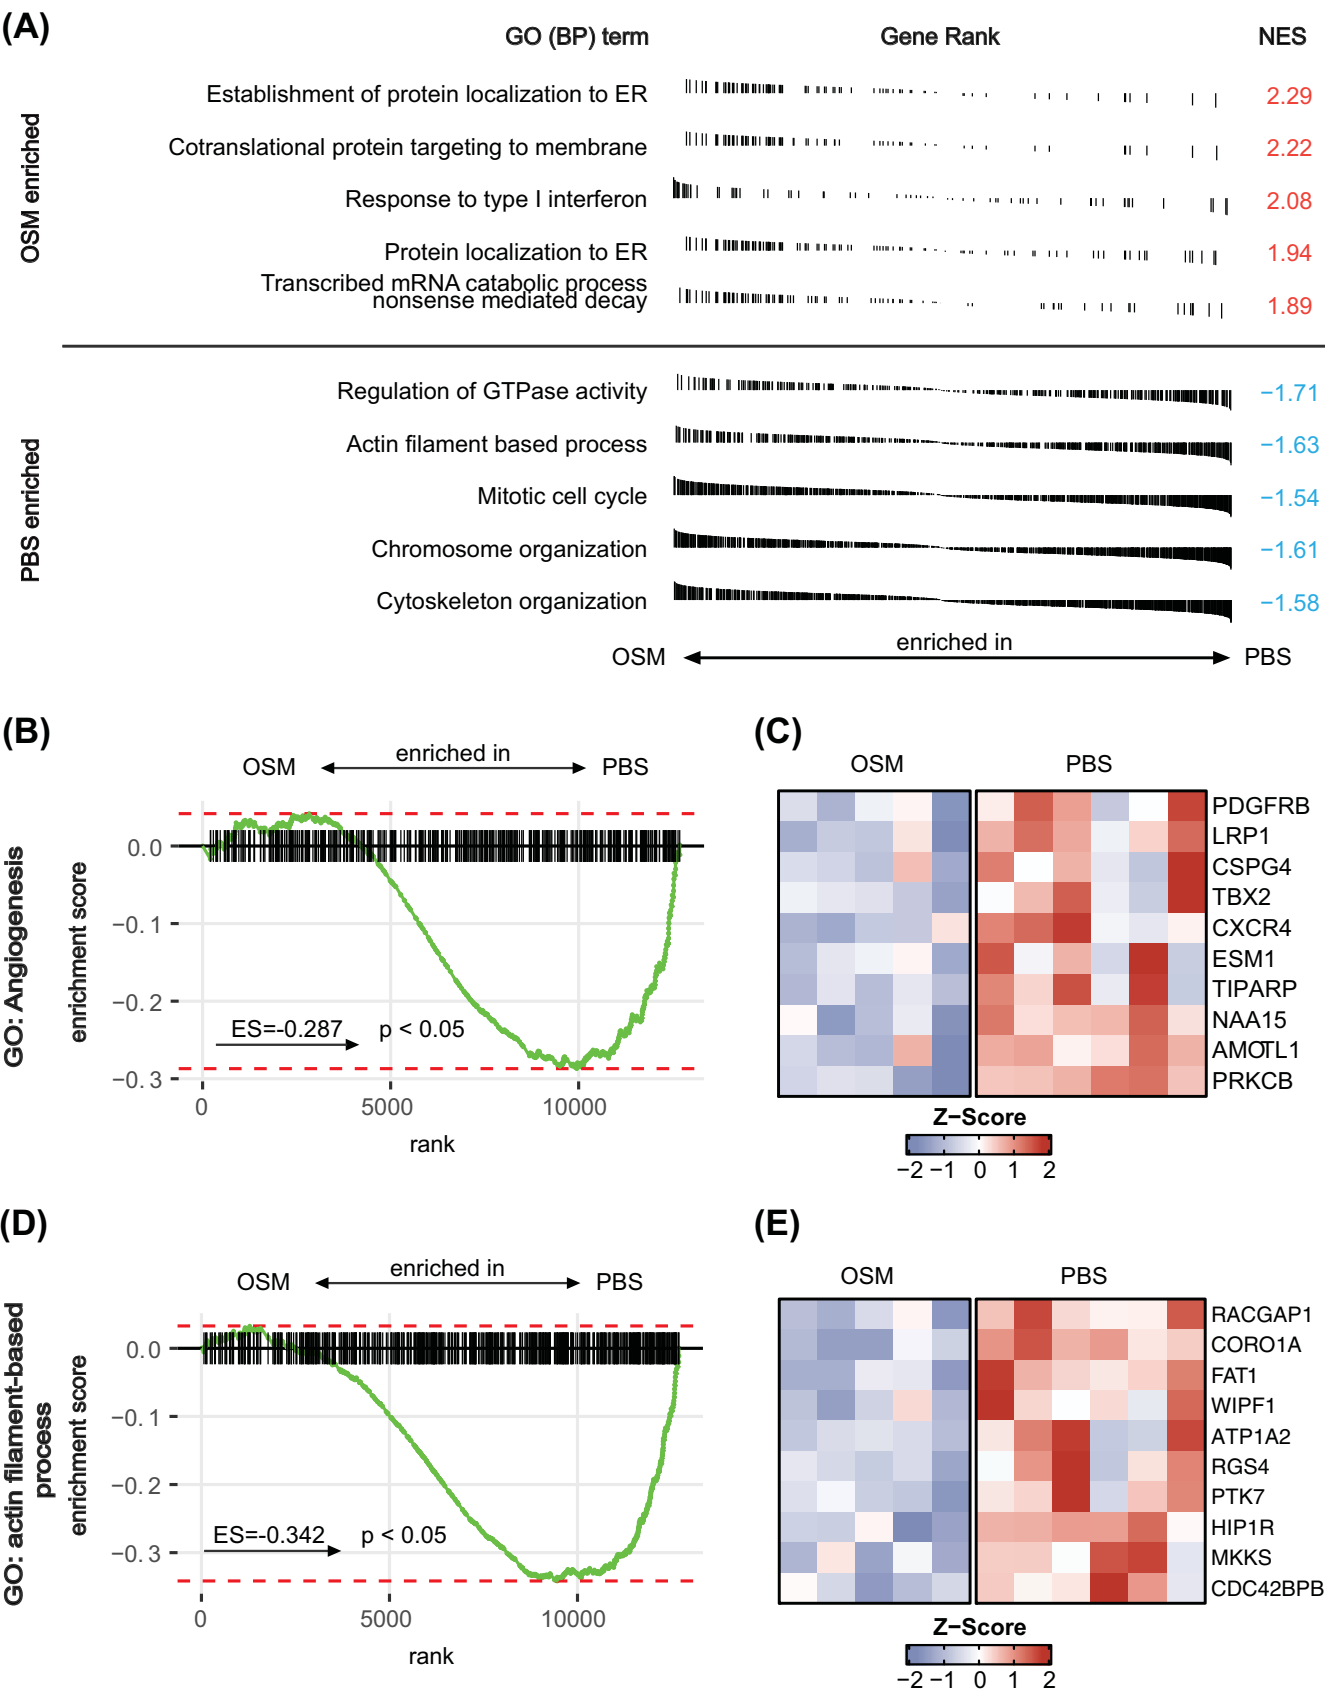 (A)
GO (BP) term Gene Rank NES
OSM enriched
Establishment of protein localization to ER 2.29
Cotranslational protein targeting to membrane 2.22
Response to type I interferon 2.08
Protein localization to ER 1.94
Transcribed mRNA catabolic process
nonsense mediated decay 1.89
PBS enriched
Regulation of GTPase activity −1.71
Actin filament based process −1.63
Mitotic cell cycle −1.54
Chromosome organization −1.61
Cytoskeleton organization −1.58
OSM enriched in PBS
(B)
OSM enriched in PBS
GO: Angiogenesis
enrichment score
0.0
−0.1
−0.2
−0.3
ES=-0.287 p < 0.05
0 5000 10000
rank
(C)
OSM PBS
PDGFRB
LRP1
CSPG4
TBX2
CXCR4
ESM1
TIPARP
NAA15
AMOTL1
PRKCB
Z−Score
−2 −1 0 1 2
(D)
OSM enriched in PBS
GO: actin filament-based
process
enrichment score
0.0
−0.1
−0.2
−0.3
ES=-0.342 p < 0.05
0 5000 10000
rank
(E)
OSM PBS
RACGAP1
CORO1A
FAT1
WIPF1
ATP1A2
RGS4
PTK7
HIP1R
MKKS
CDC42BPB
Z−Score
−2 −1 0 1 2